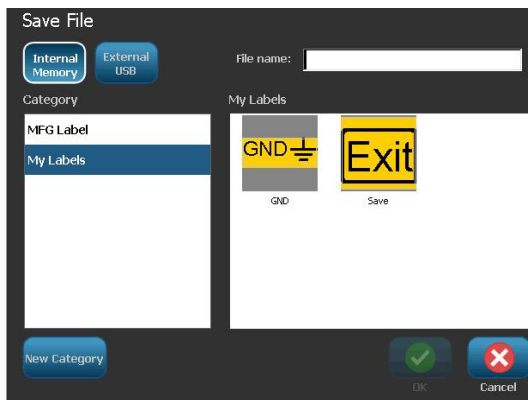 Save File
Internal
Memory
External
USB
File name:
Category
My Labels
MFG Label
My Labels
GND
Exit
GND
Save
New Category
OK
Cancel